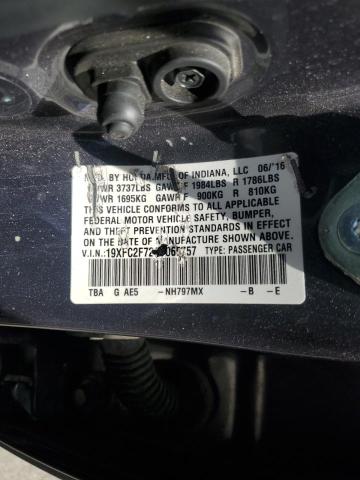 MFD. BY HONDA MFG. OF INDIANA, LLC 06/16
GVWR 3737LBS GAWR F 1984LBS R 1786LBS
GVWR 1695KG GAWR F 900KG R 810KG
THIS VEHICLE CONFORMS TO ALL APPLICABLE
FEDERAL MOTOR VEHICLE SAFETY, BUMPER,
AND THEFT PREVENTION STANDARDS IN EFFECT
ON THE DATE OF MANUFACTURE SHOWN ABOVE.
V.I.N.: TYPE: PASSENGER CAR
TBA G AE5 -NH797MX -B -E